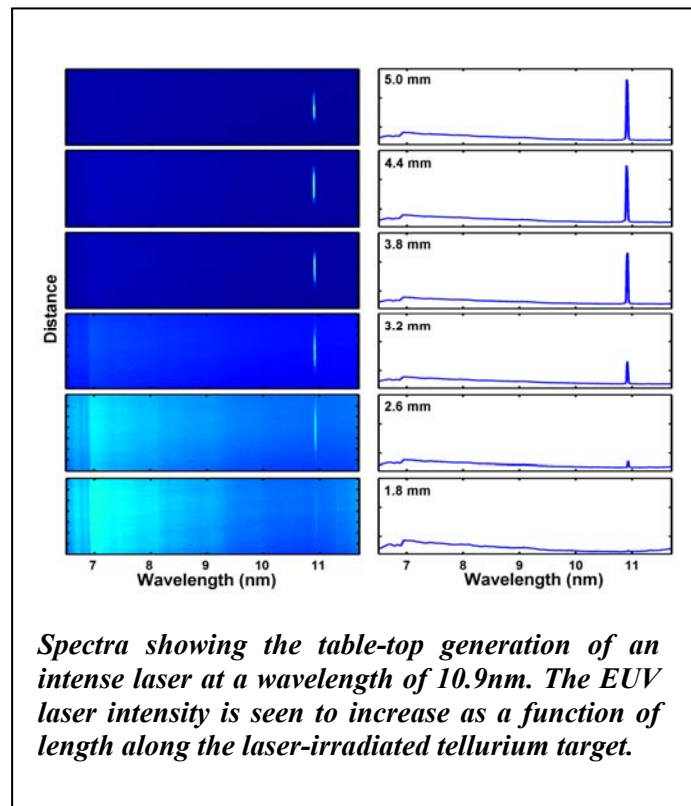 5.0 mm
4.4 mm
3.8 mm
3.2 mm
2.6 mm
1.8 mm
Distance
7 8 9 10 11
7 8 9 10 11
Wavelength (nm)
Wavelength (nm)
Spectra showing the table-top generation of an
intense laser at a wavelength of 10.9nm. The EUV
laser intensity is seen to increase as a function of
length along the laser-irradiated tellurium target.